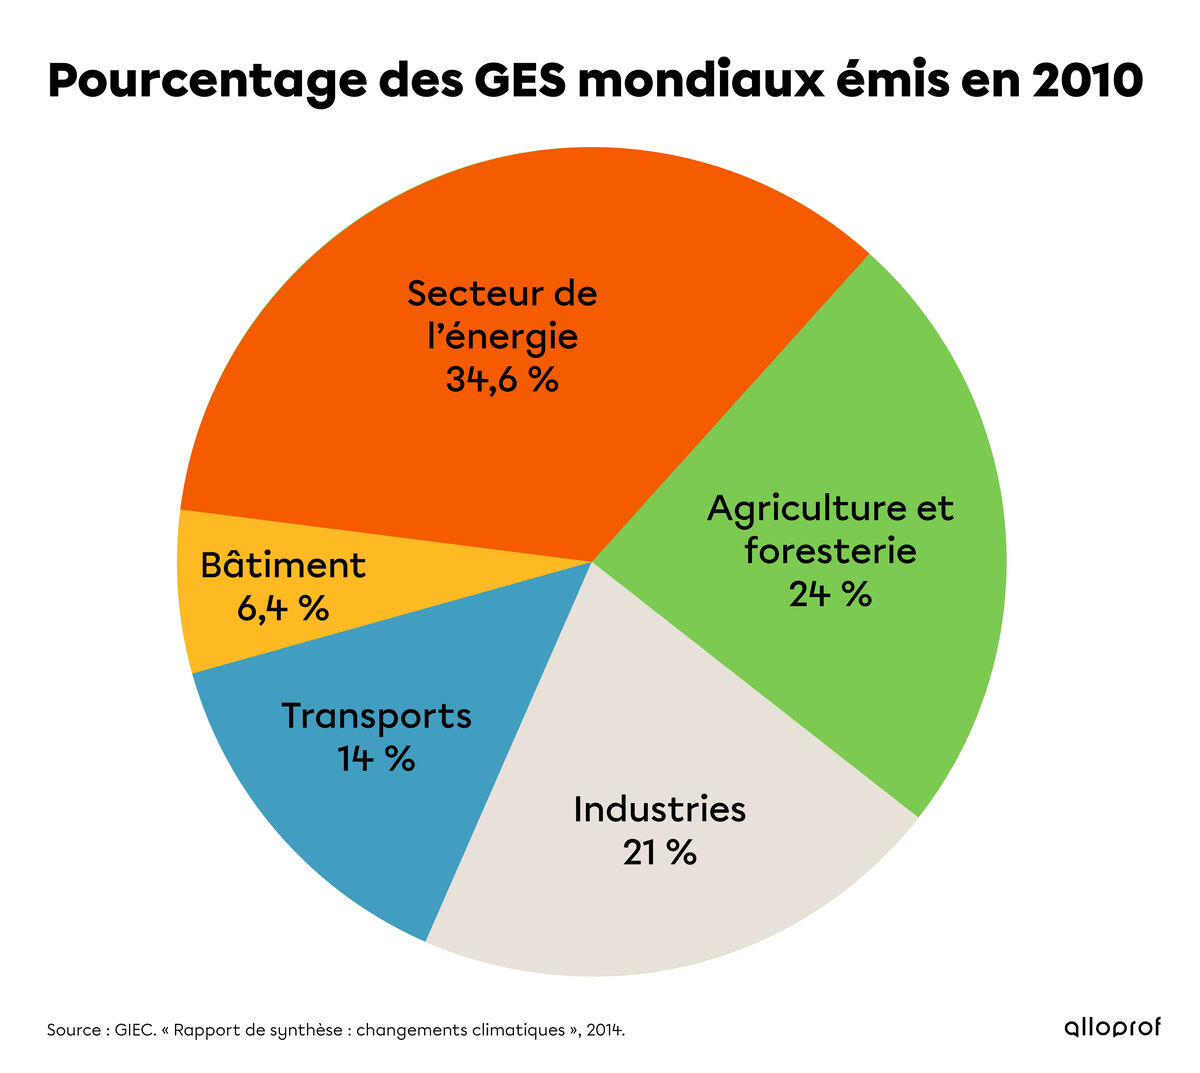 Pourcentage des GES mondiaux émis en 2010
Secteur de
l’énergie
34,6 %
Agriculture et
foresterie
24 %
Bâtiment
6,4 %
Transports
14 %
Industries
21 %
Source : GIEC. « Rapport de synthèse : changements climatiques », 2014.
alloprof